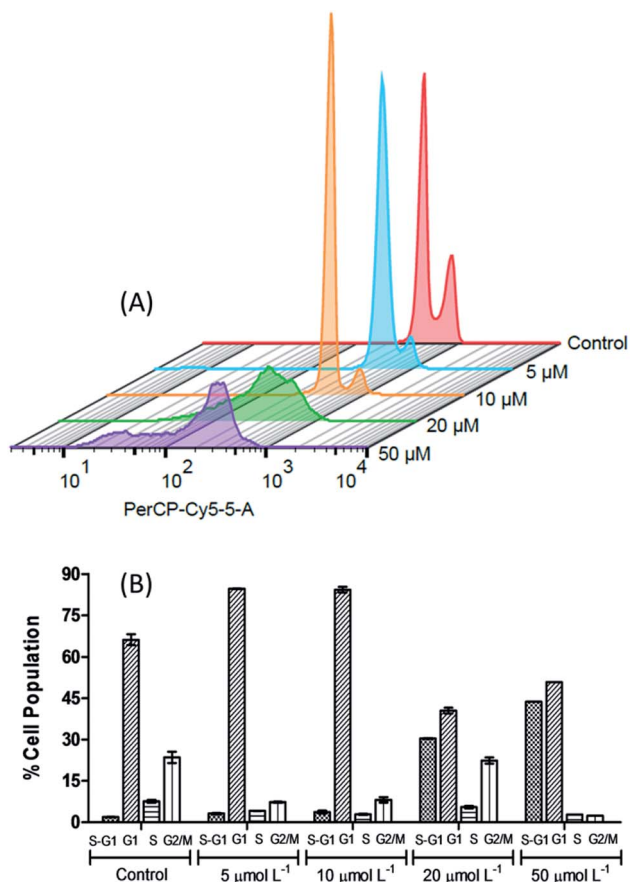 (A)
Control
5 µM
10 µM
20 µM
50 µM
10^1 10^2 10^3 10^4
PerCP-Cy5-5-A
(B)
% Cell Population
90
75
60
45
30
15
0
S-G1 G1 S G2/M S-G1 G1 S G2/M S-G1 G1 S G2/M S-G1 G1 S G2/M S-G1 G1 S G2/M
Control 5 µmol L⁻¹ 10 µmol L⁻¹ 20 µmol L⁻¹ 50 µmol L⁻¹